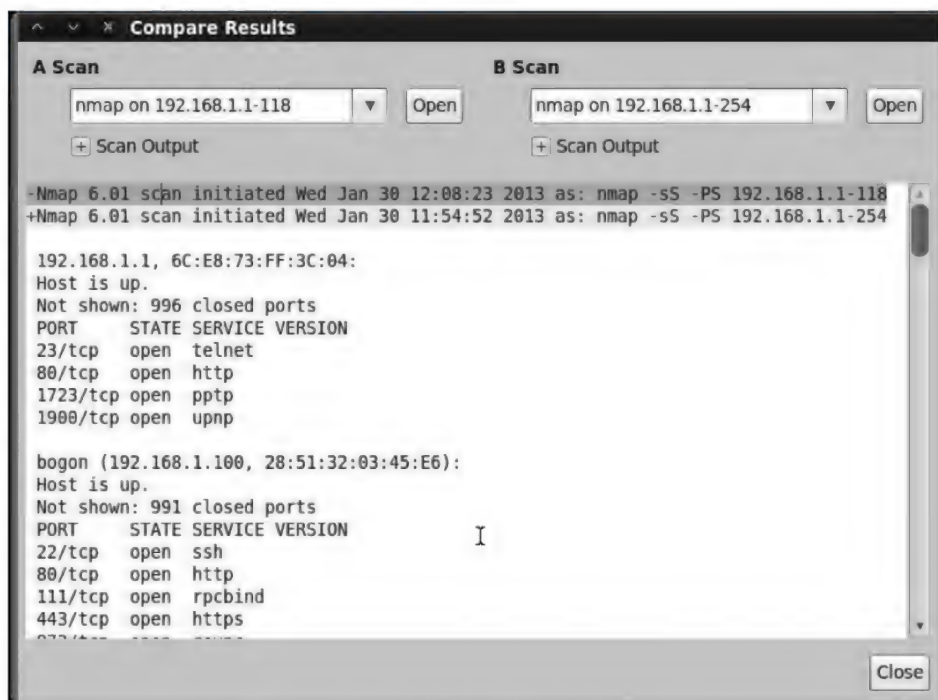 Compare Results
A Scan
B Scan
nmap on 192.168.1.1-118
Open
nmap on 192.168.1.1-254
Open
Scan Output
Scan Output
-Nmap 6.01 scan initiated Wed Jan 30 12:08:23 2013 as: nmap -sS -PS 192.168.1.1-118
+Nmap 6.01 scan initiated Wed Jan 30 11:54:52 2013 as: nmap -sS -PS 192.168.1.1-254
192.168.1.1, 6C:E8:73:FF:3C:04:
Host is up.
Not shown: 996 closed ports
PORT STATE SERVICE VERSION
23/tcp open telnet
80/tcp open http
1723/tcp open pptp
1900/tcp open upnp
bogon (192.168.1.100, 28:51:32:03:45:E6):
Host is up.
Not shown: 991 closed ports
PORT STATE SERVICE VERSION
22/tcp open ssh
80/tcp open http
111/tcp open rpcbind
443/tcp open https
Close